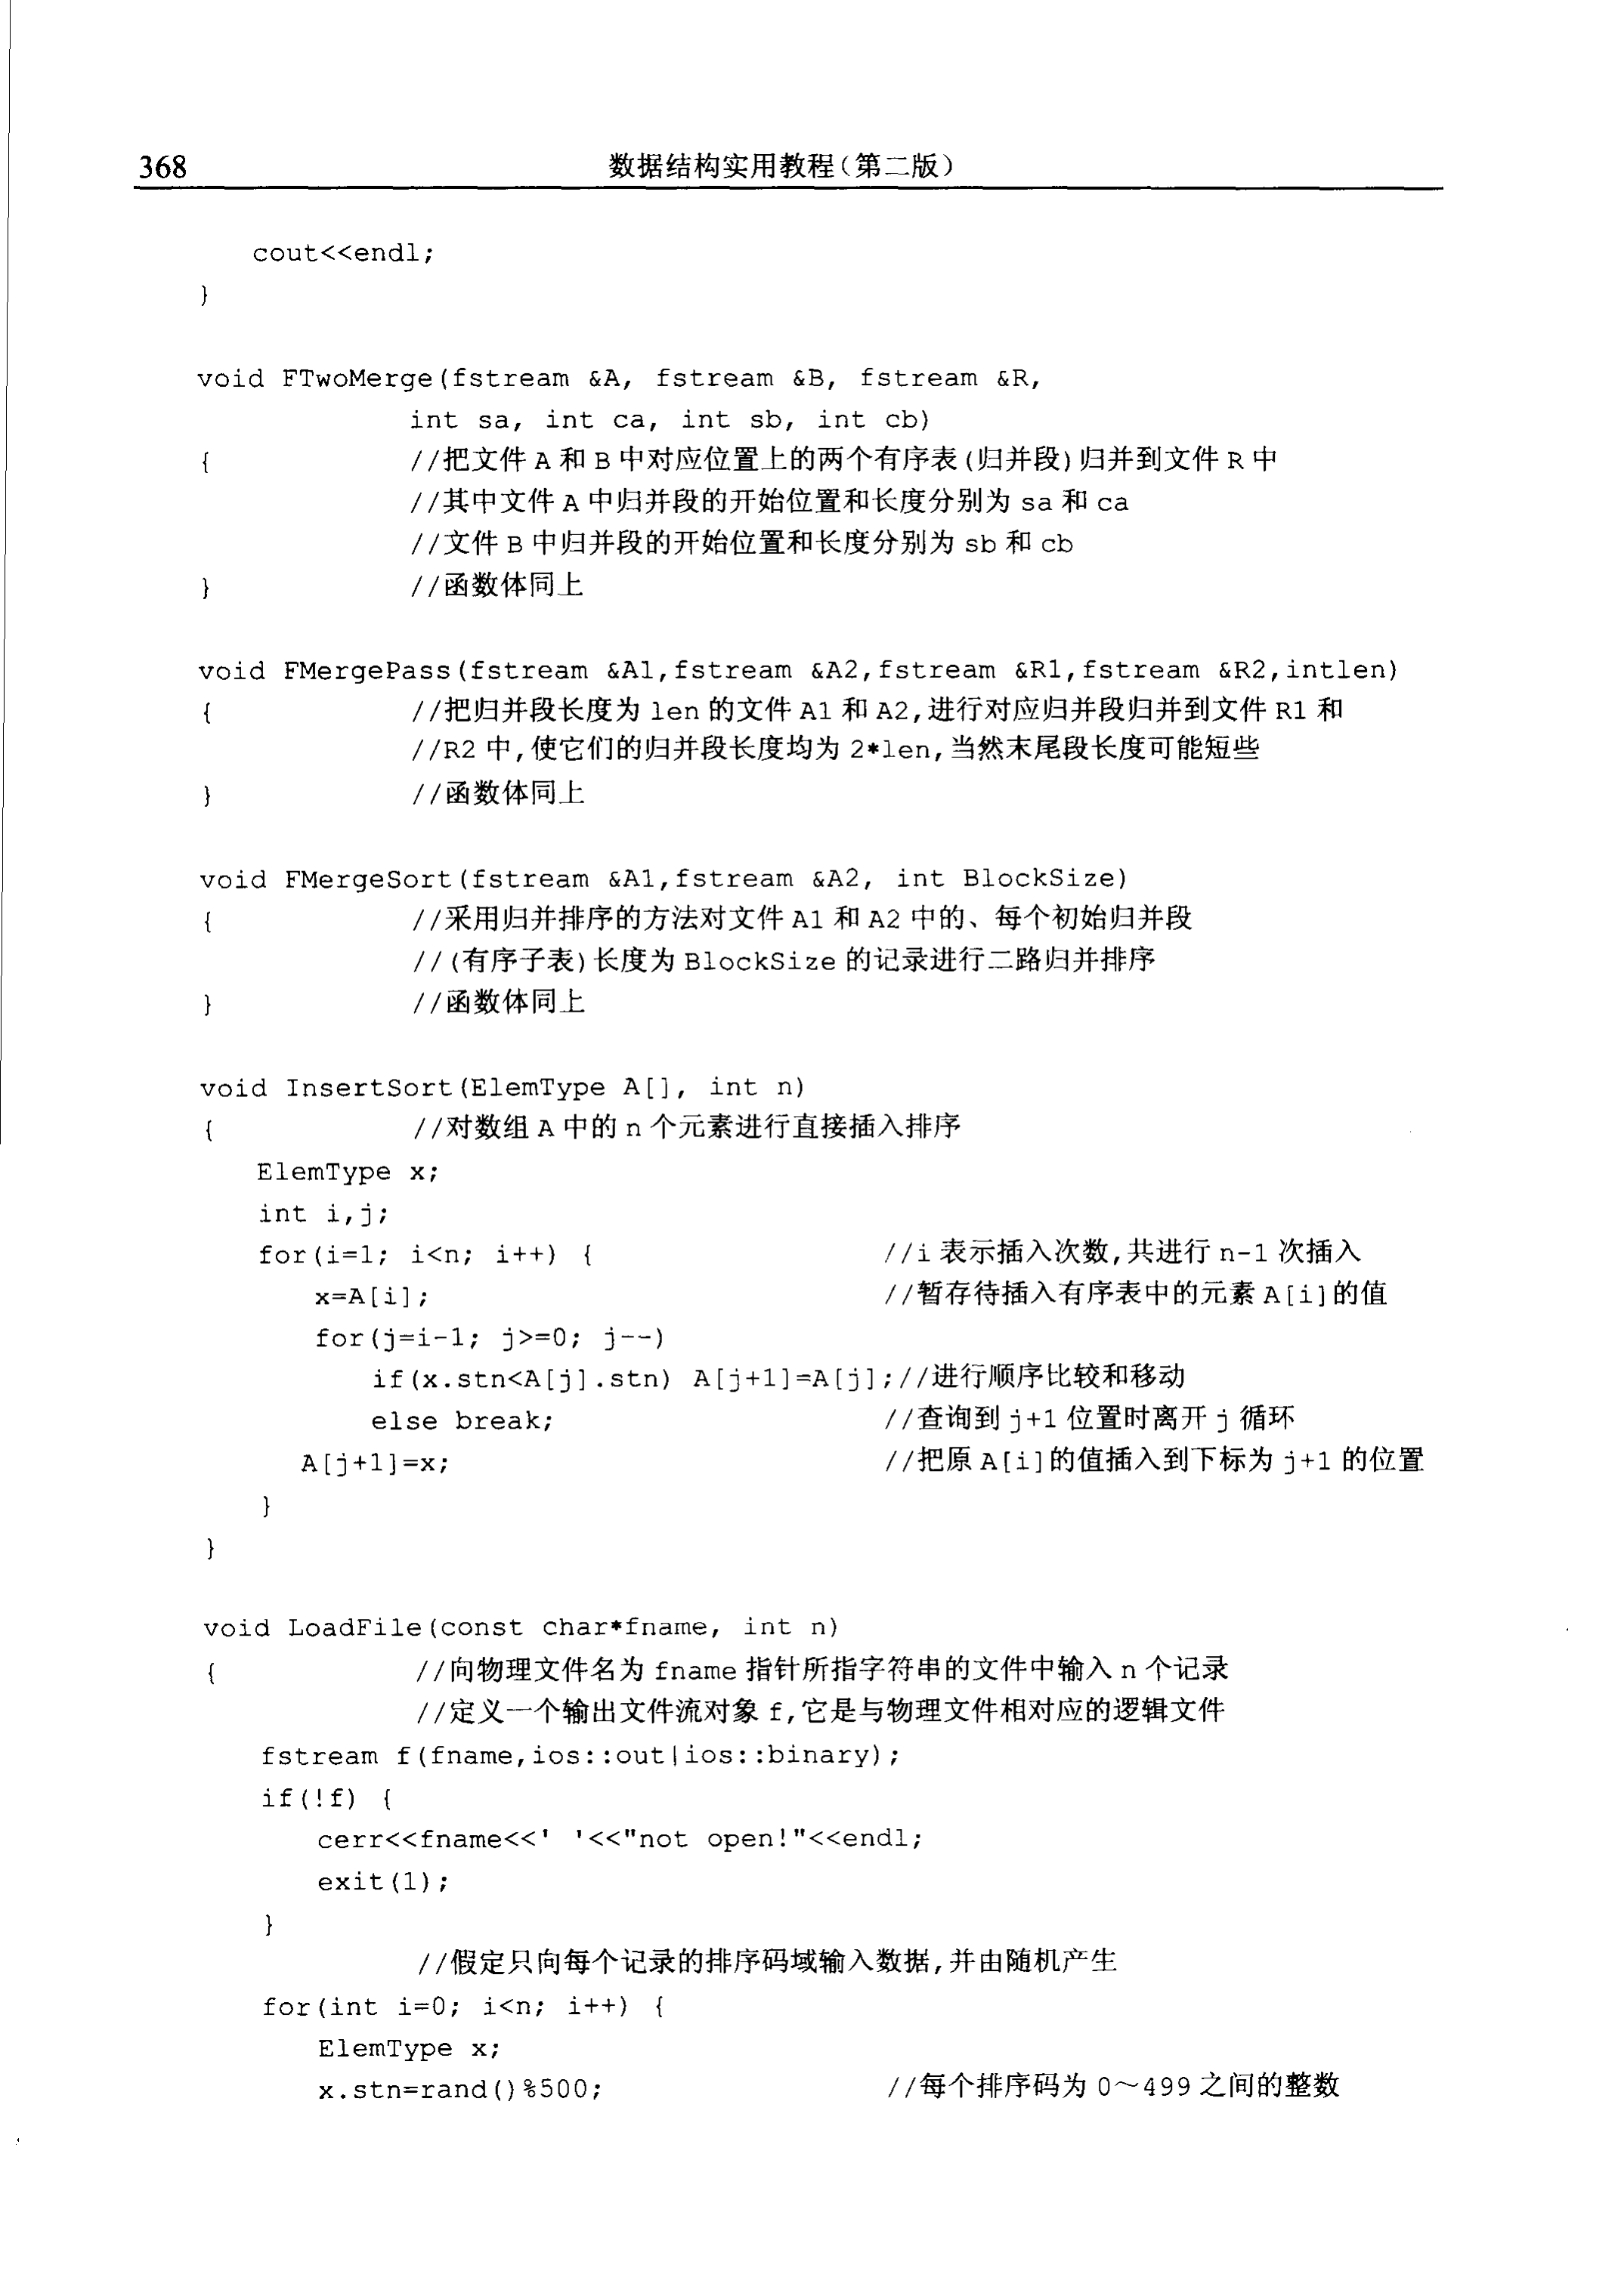 368 数据结构实用教程(第二版)
cout<<endl;
}
void FTwoMerge(fstream &A, fstream &B, fstream &R,
int sa, int ca, int sb, int cb)
{ //把文件 A 和 B 中对应位置上的两个有序表(归并段)归并到文件 R 中
//其中文件 A 中归并段的开始位置和长度分别为 sa 和 ca
//文件 B 中归并段的开始位置和长度分别为 sb 和 cb
} //函数体同上
void FMergePass(fstream &A1,fstream &A2,fstream &R1,fstream &R2,intlen)
{ //把归并段长度为 len 的文件 A1 和 A2,进行对应归并段归并到文件 R1 和
//R2 中,使它们的归并段长度均为 2*len,当然末尾段长度可能短些
} //函数体同上
void FMergeSort(fstream &A1,fstream &A2, int BlockSize)
{ //采用归并排序的方法对文件 A1 和 A2 中的、每个初始归并段
//(有序子表)长度为 BlockSize 的记录进行二路归并排序
} //函数体同上
void InsertSort(ElemType A[], int n)
{ //对数组 A 中的 n 个元素进行直接插入排序
ElemType x;
int i,j;
for(i=1; i<n; i++) { //i 表示插入次数,共进行 n-1 次插入
x=A[i]; //暂存待插入有序表中的元素 A[i]的值
for(j=i-1; j>=0; j--)
if(x.stn<A[j].stn) A[j+1]=A[j];//进行顺序比较和移动
else break; //查询到 j+1 位置时离开 j 循环
A[j+1]=x; //把原 A[i]的值插入到下标为 j+1 的位置
}
}
void LoadFile(const char*fname, int n)
{ //向物理文件名为 fname 指针所指字符串的文件中输入 n 个记录
//定义一个输出文件流对象 f,它是与物理文件相对应的逻辑文件
fstream f(fname,ios::out|ios::binary);
if(!f) {
cerr<<fname<<' '<<"not open!"<<endl;
exit(1);
}
//假定只向每个记录的排序码域输入数据,并由随机产生
for(int i=0; i<n; i++) {
ElemType x;
x.stn=rand()%500; //每个排序码为 0～499 之间的整数